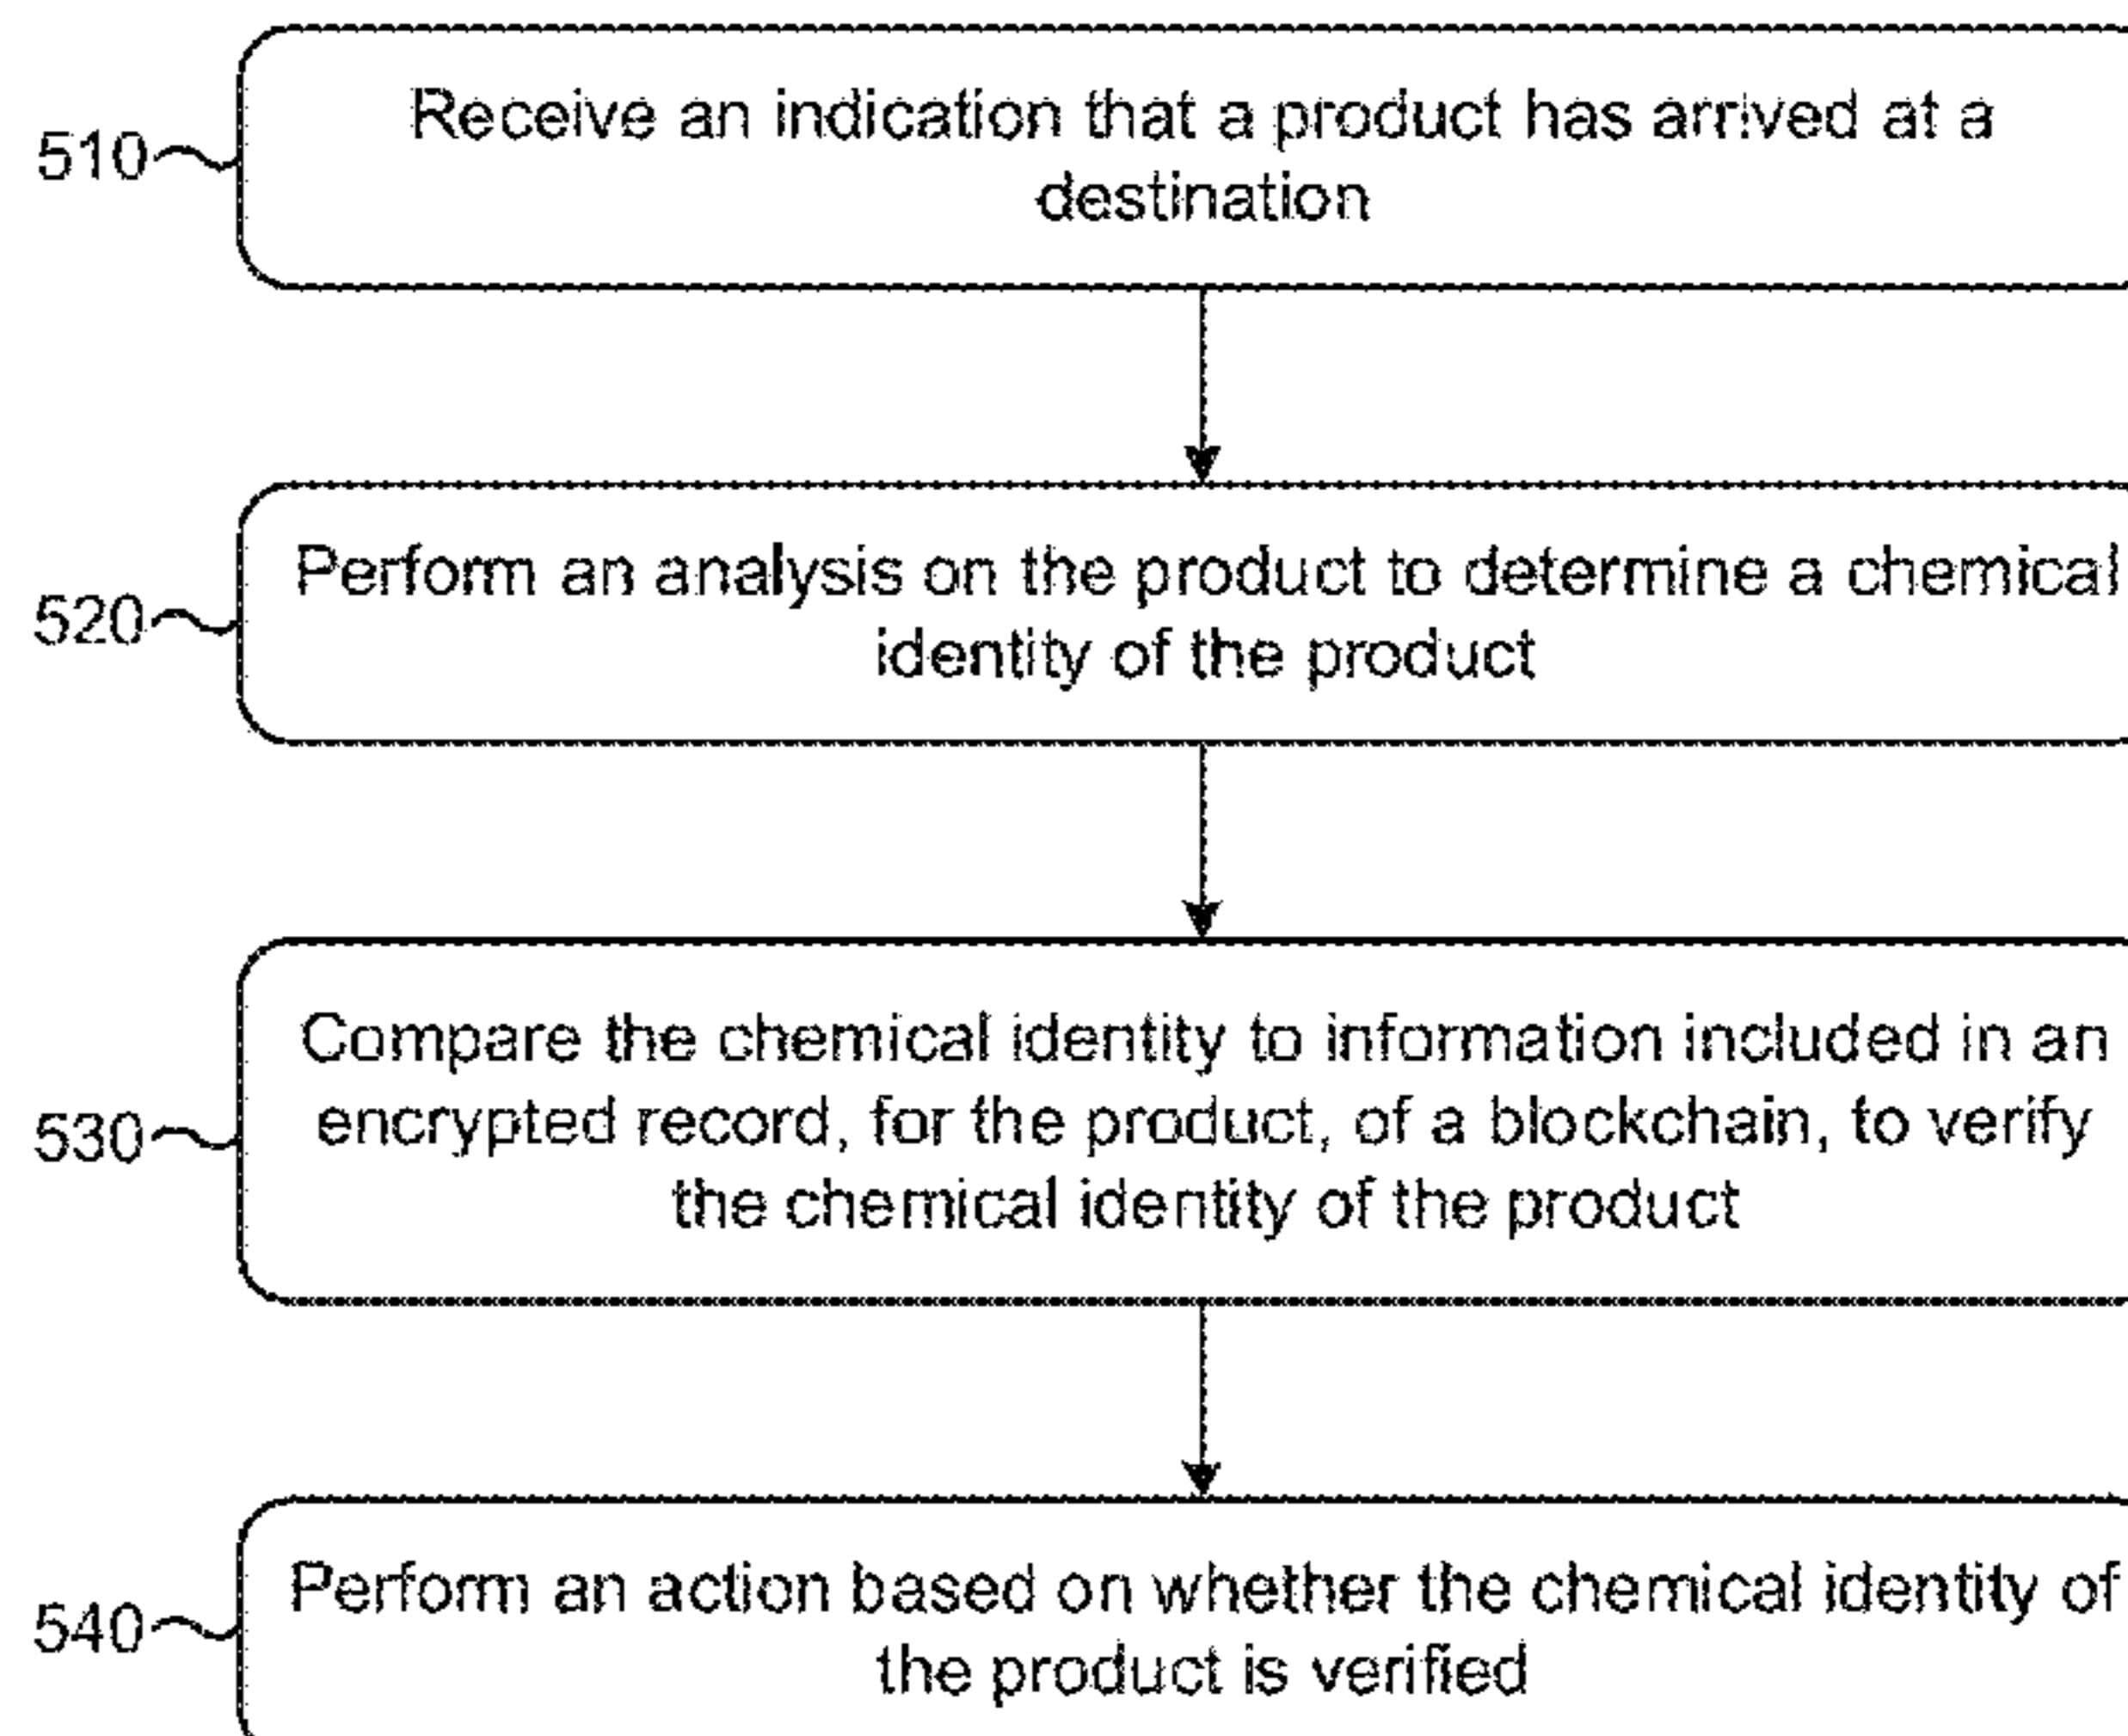 Receive an indication that a product has arrived at a
destination
510
Perform an analysis on the product to determine a chemical
identity of the product
520
Compare the chemical identity to information included in an
encrypted record, for the product, of a blockchain, to verify
the chemical identity of the product
530
Perform an action based on whether the chemical identity of
the product is verified
540